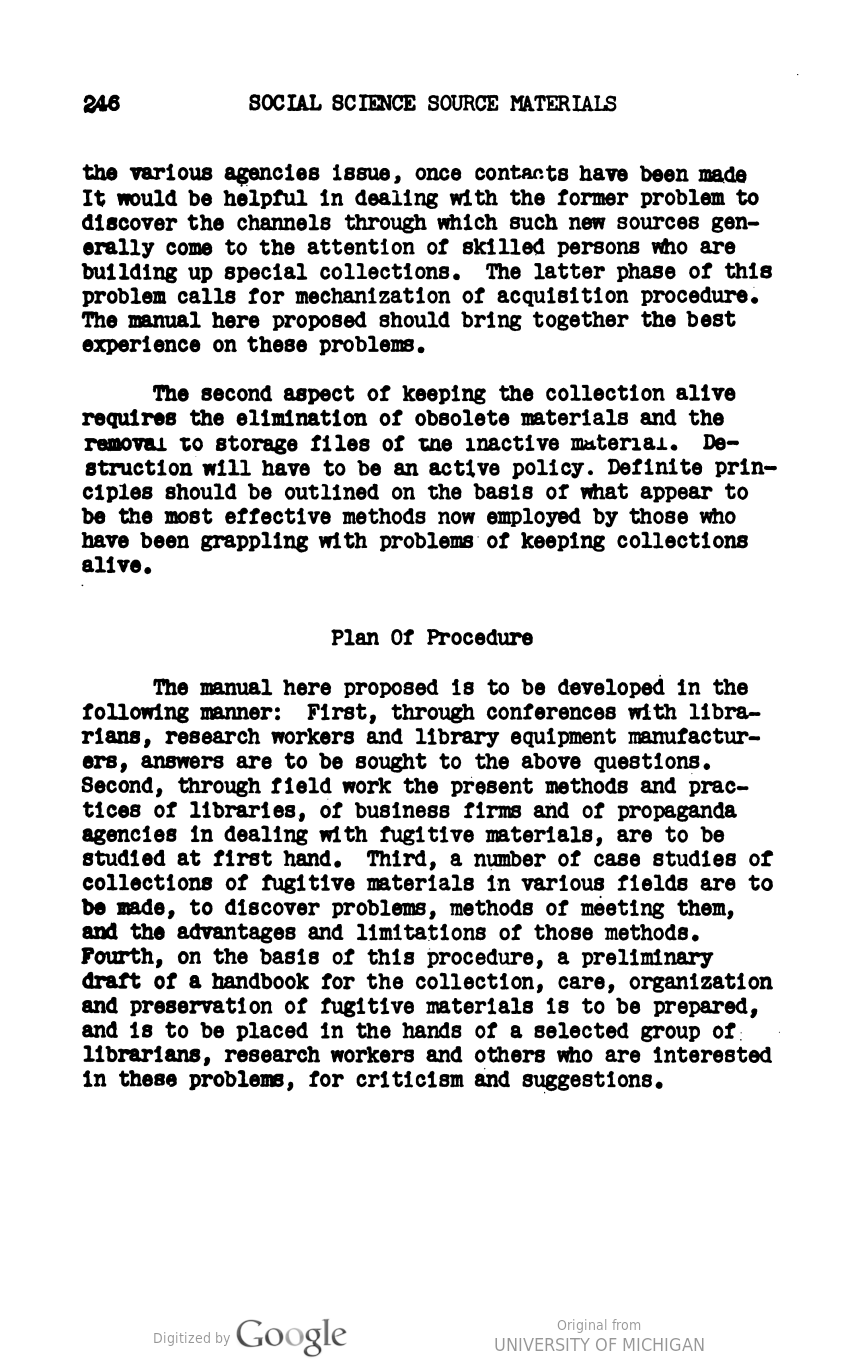 246 SOCIAL SCIENCE SOURCE MATERIALS
the various agencies issue, once contacts have been made
It would be helpful in dealing with the former problem to
discover the channels through which such new sources gen-
erally come to the attention of skilled persons who are
building up special collections. The latter phase of this
problem calls for mechanization of acquisition procedure.
The manual here proposed should bring together the best
experience on these problems.
The second aspect of keeping the collection alive
requires the elimination of obsolete materials and the
removal to storage files of the inactive material. De-
struction will have to be an active policy. Definite prin-
ciples should be outlined on the basis of what appear to
be the most effective methods now employed by those who
have been grappling with problems of keeping collections
alive.
Plan Of Procedure
The manual here proposed is to be developed in the
following manner: First, through conferences with libra-
rians, research workers and library equipment manufactur-
ers, answers are to be sought to the above questions.
Second, through field work the present methods and prac-
tices of libraries, of business firms and of propaganda
agencies in dealing with fugitive materials, are to be
studied at first hand. Third, a number of case studies of
collections of fugitive materials in various fields are to
be made, to discover problems, methods of meeting them,
and the advantages and limitations of those methods.
Fourth, on the basis of this procedure, a preliminary
draft of a handbook for the collection, care, organization
and preservation of fugitive materials is to be prepared,
and is to be placed in the hands of a selected group of
librarians, research workers and others who are interested
in these problems, for criticism and suggestions.
Digitized by Google
Original from
UNIVERSITY OF MICHIGAN